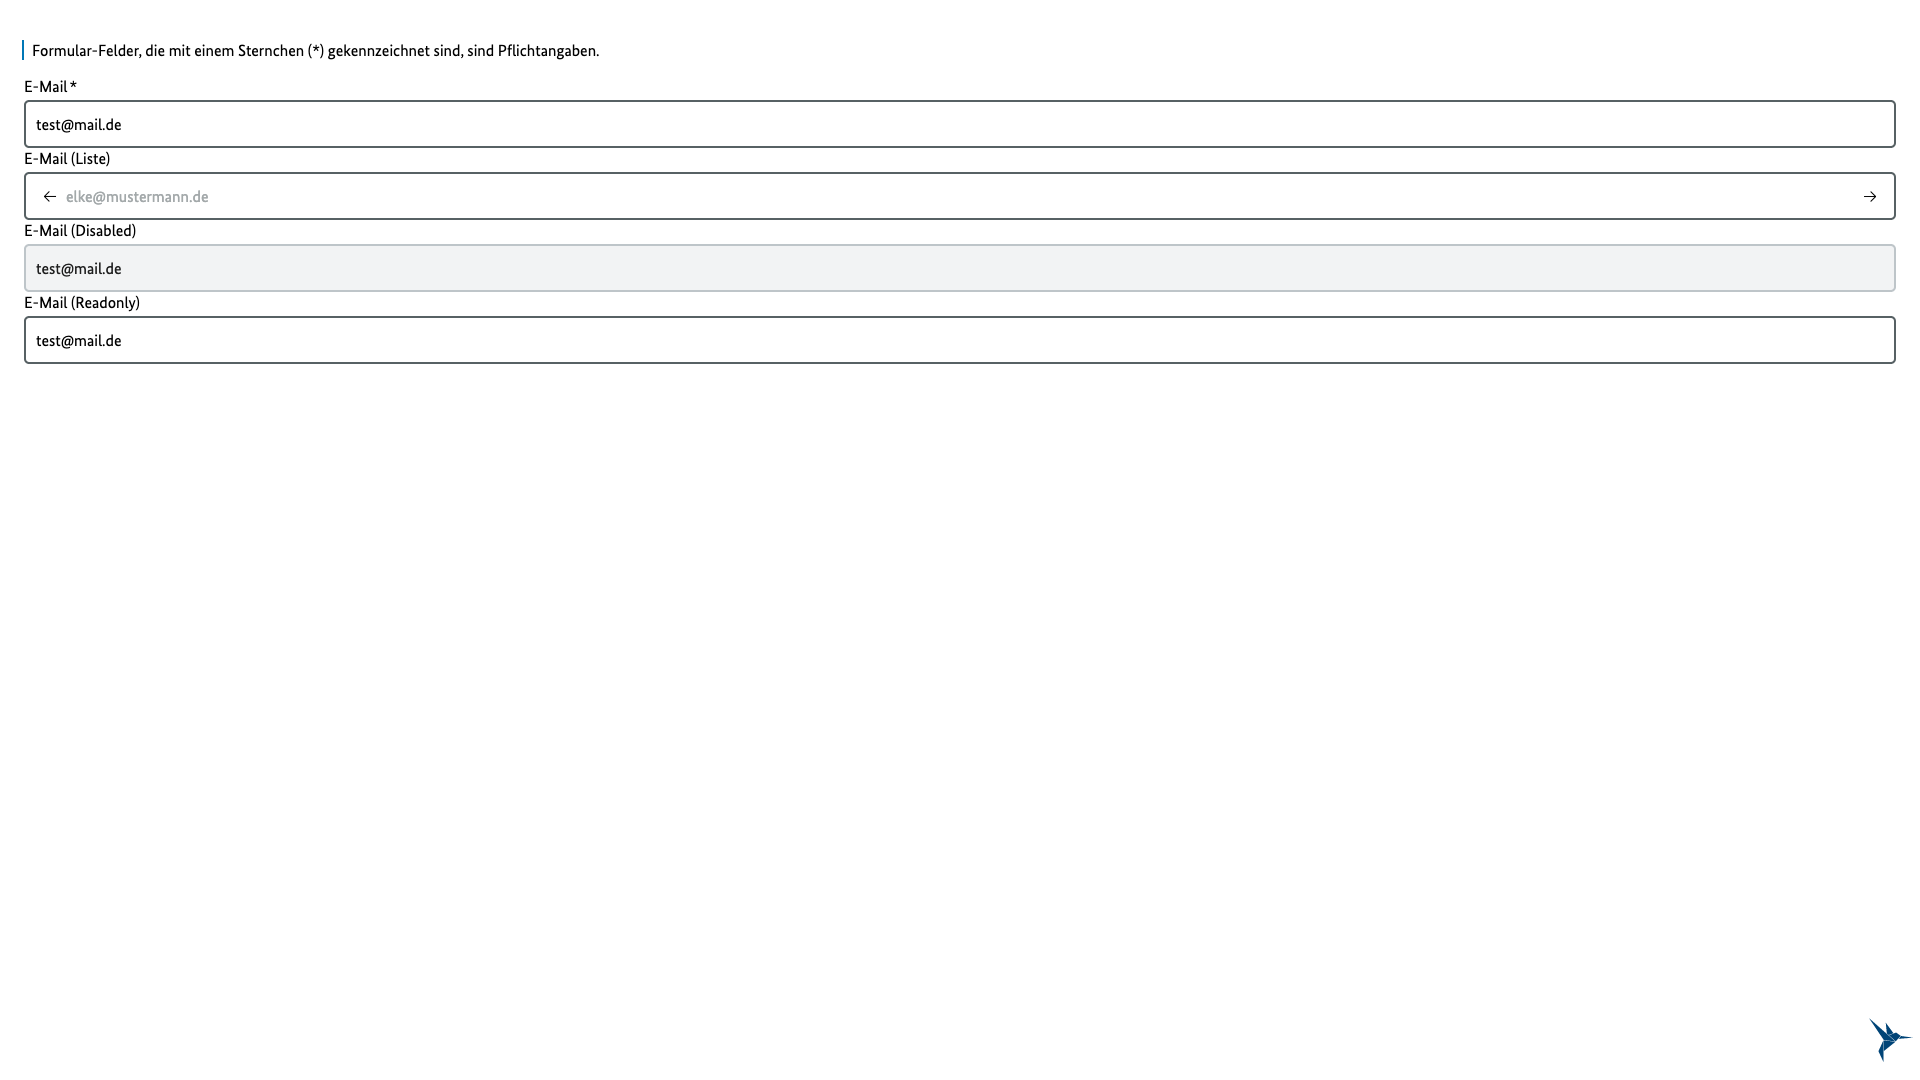 Formular-Felder, die mit einem Sternchen (*) gekennzeichnet sind, sind Pflichtangaben.
E-Mail *
test@mail.de
E-Mail (Liste)
← elke@mustermann.de →
E-Mail (Disabled)
test@mail.de
E-Mail (Readonly)
test@mail.de